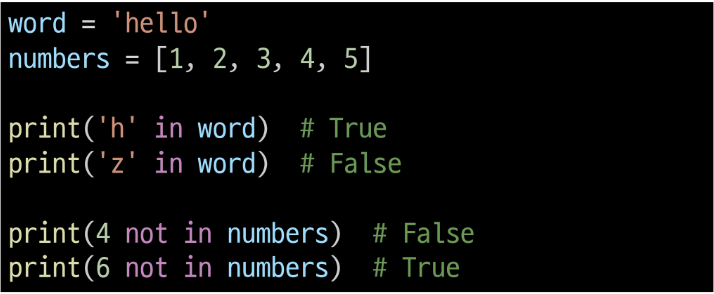 word = 'hello'
numbers = [1, 2, 3, 4, 5]
print('h' in word)  # True
print('z' in word)  # False
print(4 not in numbers)  # False
print(6 not in numbers)  # True